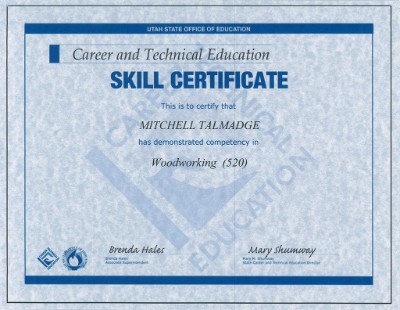 UTAH STATE OFFICE OF EDUCATION
Career and Technical Education
SKILL CERTIFICATE
This is to certify that
MITCHELL TALMADGE
has demonstrated competency in
Woodworking (520)
CAREER TECHNICAL
EDUCATION
Brenda Hales Mary Shumway
Brenda Hales Mary M. Shumway
Associate Superintendent State Career and Technical Education Director